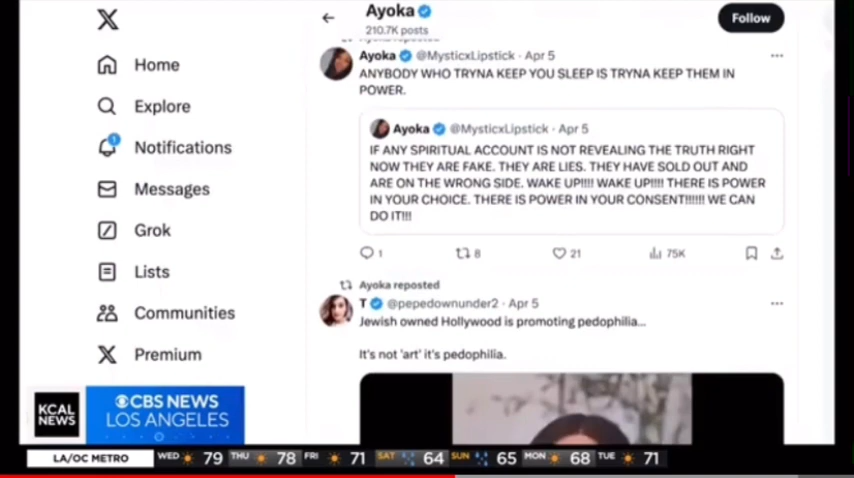 Ayoka
210.7K posts
Follow
Home
Explore
1
Notifications
Messages
Grok
Lists
Communities
Premium
Ayoka @MysticxLipstick · Apr 5
ANYBODY WHO TRYNA KEEP YOU SLEEP IS TRYNA KEEP THEM IN
POWER.
Ayoka @MysticxLipstick · Apr 5
IF ANY SPIRITUAL ACCOUNT IS NOT REVEALING THE TRUTH RIGHT
NOW THEY ARE FAKE. THEY ARE LIES. THEY HAVE SOLD OUT AND
ARE ON THE WRONG SIDE. WAKE UP!!!! WAKE UP!!!! THERE IS POWER
IN YOUR CHOICE. THERE IS POWER IN YOUR CONSENT!!!!!! WE CAN
DO IT!!!
1 8 21 75K
Ayoka reposted
T @pepedownunder2 · Apr 5
Jewish owned Hollywood is promoting pedophilia...
It's not 'art' it's pedophilia.
KCAL
NEWS
CBS NEWS
LOS ANGELES
LA/OC METRO WED 79 THU 78 FRI 71 SAT 64 SUN 65 MON 68 TUE 71